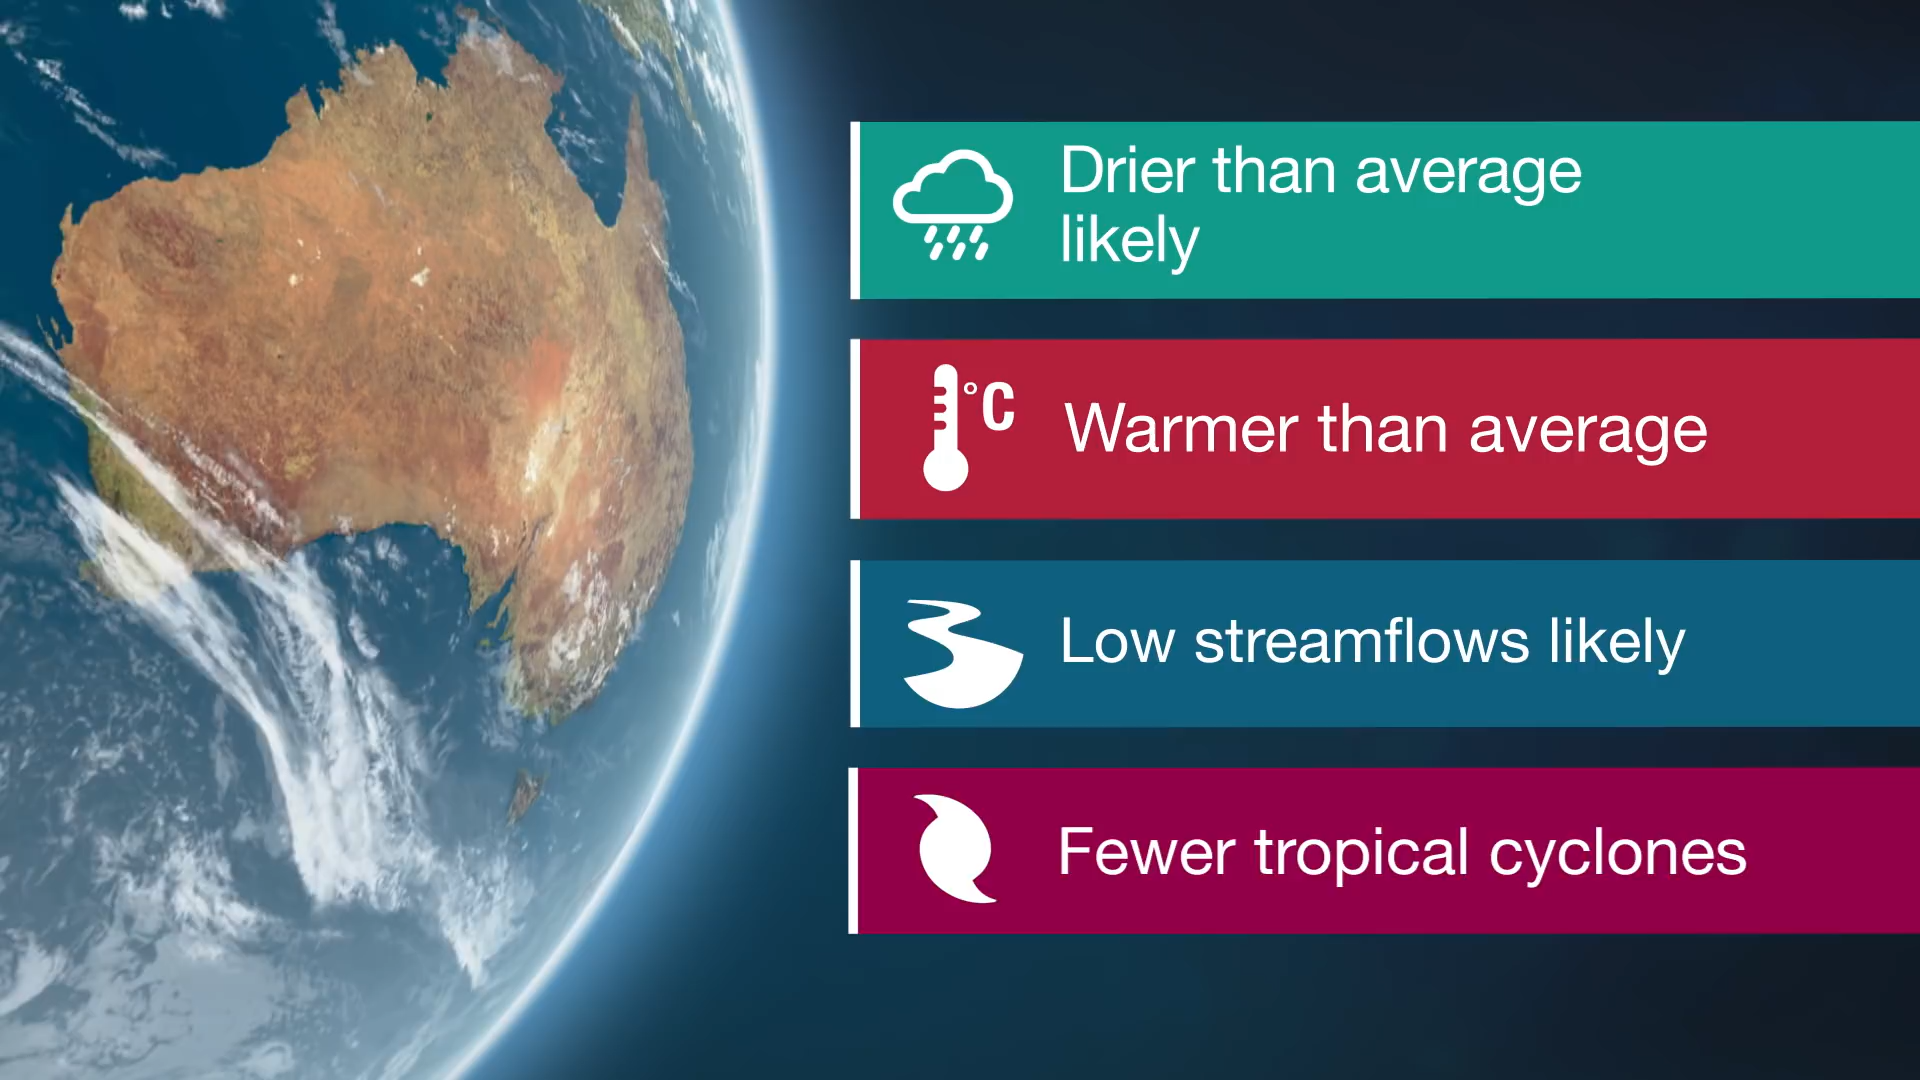 Drier than average
likely
°C
Warmer than average
Low streamflows likely
Fewer tropical cyclones